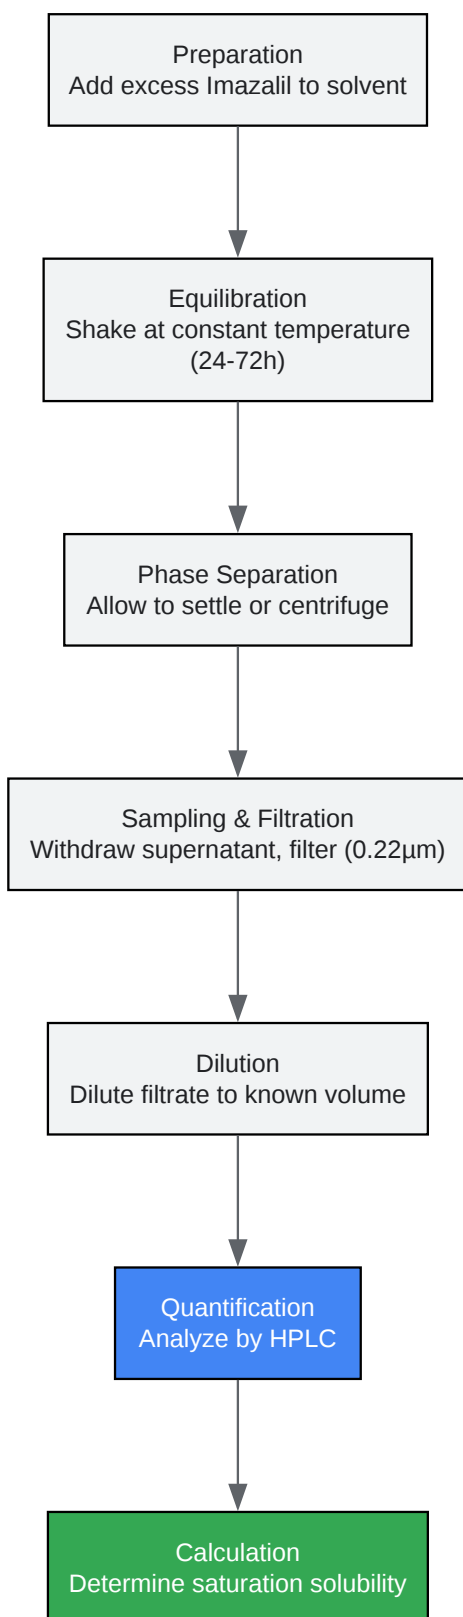 Preparation
Add excess Imazalil to solvent
Equilibration
Shake at constant temperature
(24-72h)
Phase Separation
Allow to settle or centrifuge
Sampling & Filtration
Withdraw supernatant, filter (0.22µm)
Dilution
Dilute filtrate to known volume
Quantification
Analyze by HPLC
Calculation
Determine saturation solubility